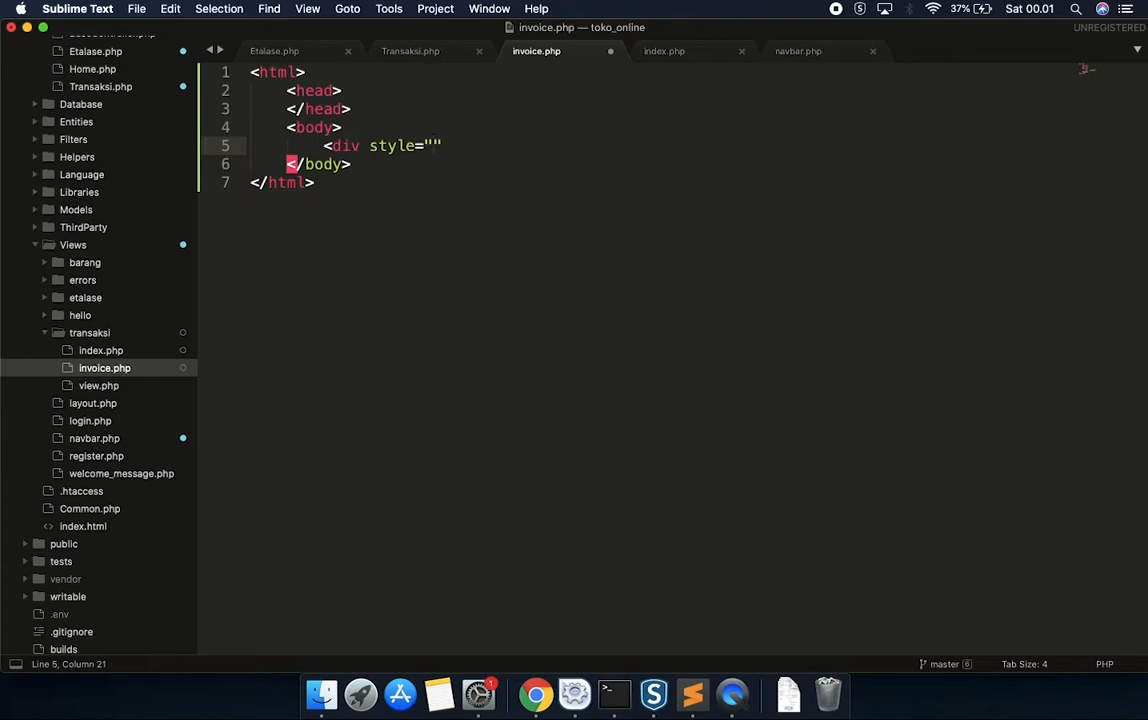 Sublime Text File Edit Selection Find View Goto Tools Project Window Help 37% Sat 00.01
invoice.php — toko_online UNREGISTERED
Etalase.php Transaksi.php invoice.php index.php navbar.php
Etalase.php
Home.php
Transaksi.php
Database
Entities
Filters
Helpers
Language
Libraries
Models
ThirdParty
Views
barang
errors
etalase
hello
transaksi
index.php
invoice.php
view.php
layout.php
login.php
navbar.php
register.php
welcome_message.php
.htaccess
Common.php
index.html
public
tests
vendor
writable
.env
.gitignore
builds
1 <html>
2 <head>
3 </head>
4 <body>
5 <div style=""
6 </body>
7 </html>
Line 5, Column 21 master 6 Tab Size: 4 PHP
1